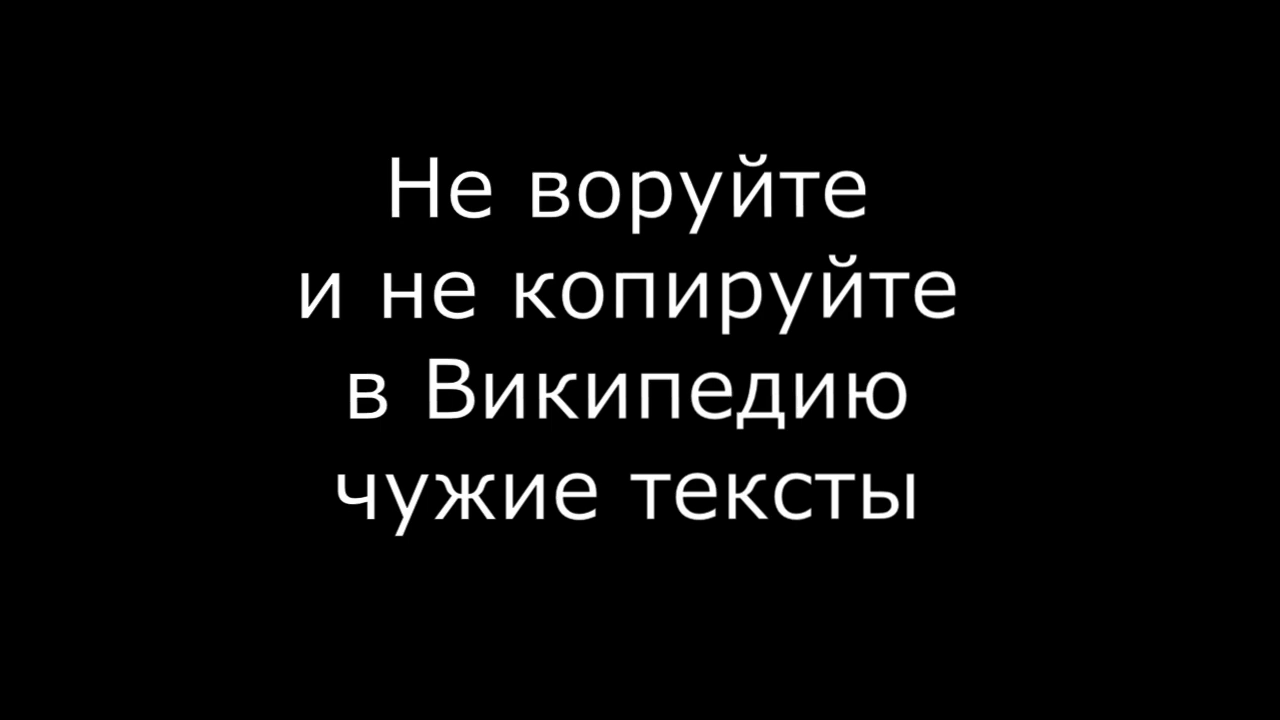 Не воруйте
и не копируйте
в Википедию
чужие тексты